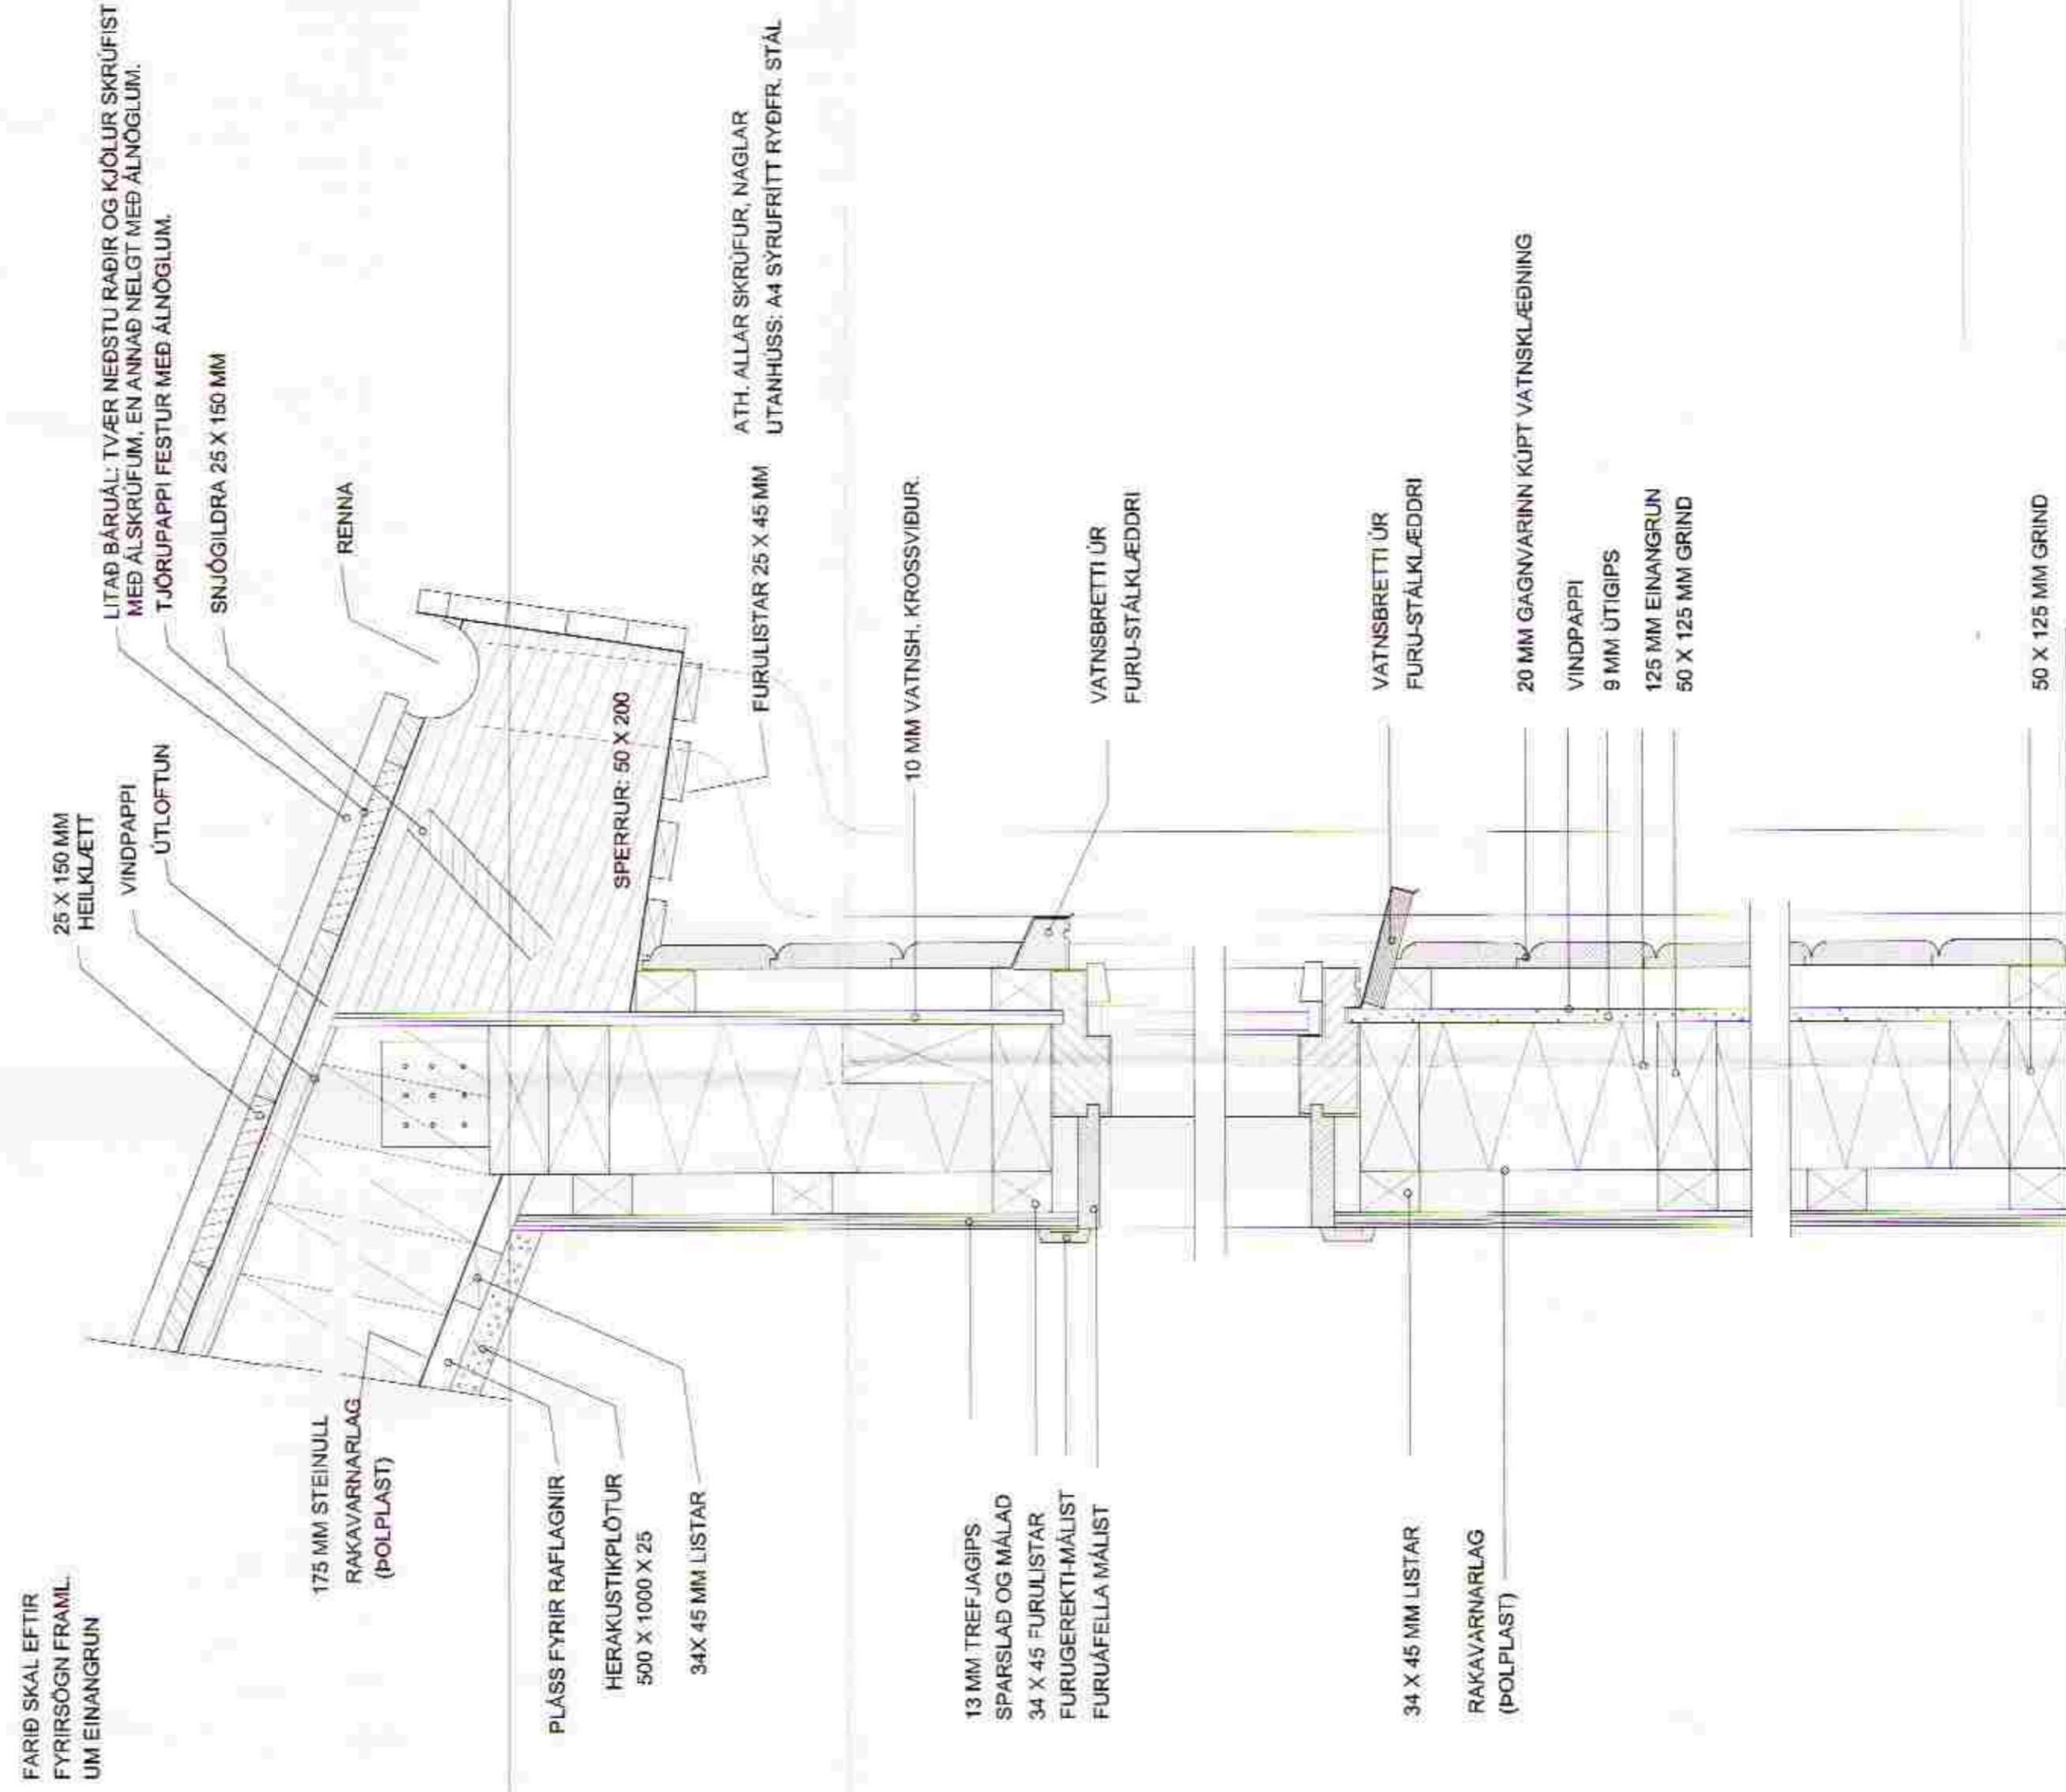 FARIÐ SKAL EFTIR
FYRIRSÖGN FRAML.
UM EINANGRUN
25 X 150 MM
HEILKLÆTT
VINDPAPPI
ÚTLOFTUN
LITAÐ BÁRUÁL: TVÆR NEÐSTU RAÐIR OG KJÖLUR SKRÚFIST
MEÐ ÁLSKRÚFUM, EN ANNAÐ NELGT MEÐ ÁLNÖGLUM.
TJÖRUPAPPI FESTUR MEÐ ÁLNÖGLUM.
SNJÓGILDRA 25 X 150 MM
RENNA
175 MM STEINULL
RAKAVARNARLAG
(ÞOLPLAST)
SPERRUR: 50 X 200
ATH. ALLAR SKRÚFUR, NAGLAR
UTANHÚSS: A4 SÝRUFRÍTT RYÐFR. STÁL
FURULISTAR 25 X 45 MM
PLÁSS FYRIR RAFLAGNIR
HERAKUSTIKPLÖTUR
500 X 1000 X 25
34X 45 MM LISTAR
10 MM VATNSH. KROSSVIÐUR.
VATNSBRETTI ÚR
FURU-STÁLKLÆDDRI
13 MM TREFJAGIPS
SPARSLAÐ OG MÁLAÐ
34 X 45 FURULISTAR
FURUGEREKTI-MÁLIST
FURUÁFELLA MÁLIST
VATNSBRETTI ÚR
FURU-STÁLKLÆDDRI
20 MM GAGNVARINN KÚPT VATNSKLÆÐNING
VINDPAPPI
9 MM ÚTIGIPS
125 MM EINANGRUN
50 X 125 MM GRIND
34 X 45 MM LISTAR
RAKAVARNARLAG
(ÞOLPLAST)
50 X 125 MM GRIND